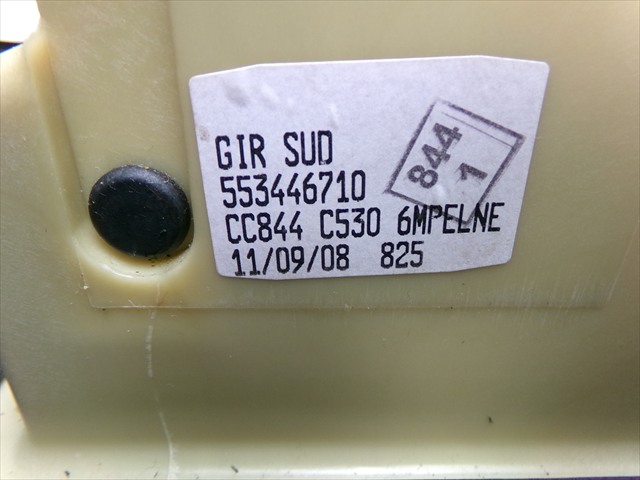 GIR SUD
553446710
CC844 C530 6MPELNE
11/09/08 825
844
1